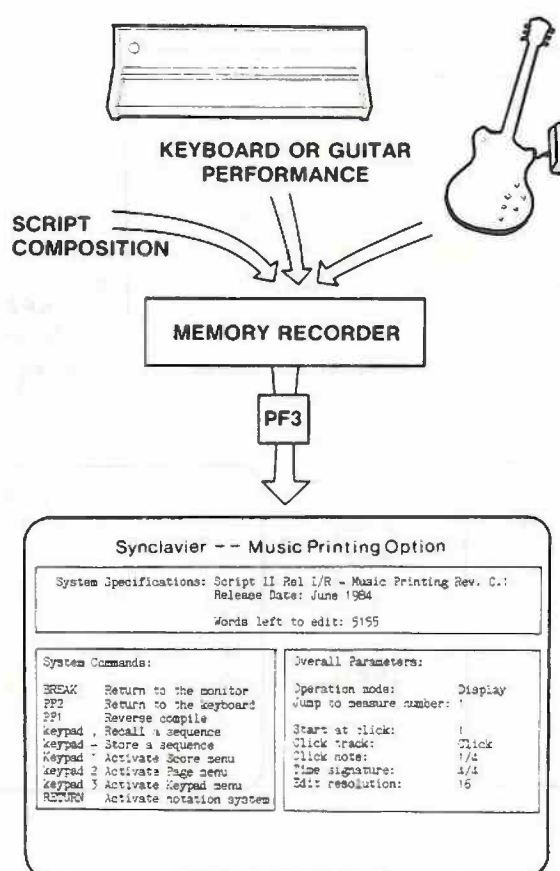 KEYBOARD OR GUITAR
PERFORMANCE
SCRIPT
COMPOSITION
MEMORY RECORDER
PF3
Synclavier -- Music Printing Option
System Specifications: Script II Rel I/R - Music Printing Rev. C.:
Release Date: June 1984
Words left to edit: 5155
System Commands:
BREAK Return to the monitor
PF2 Return to the keyboard
PF1 Reverse compile
keypad , Recall a sequence
keypad - Store a sequence
Keypad 1 Activate Score menu
keypad 2 Activate Page menu
keypad 3 Activate Keypad menu
RETURN Activate notation system
Overall Parameters:
Operation mode: Display
Jump to measure number: 1
Start at click: 1
Click track: Click
Click note: 1/4
Time signature: 4/4
Edit resolution: 16